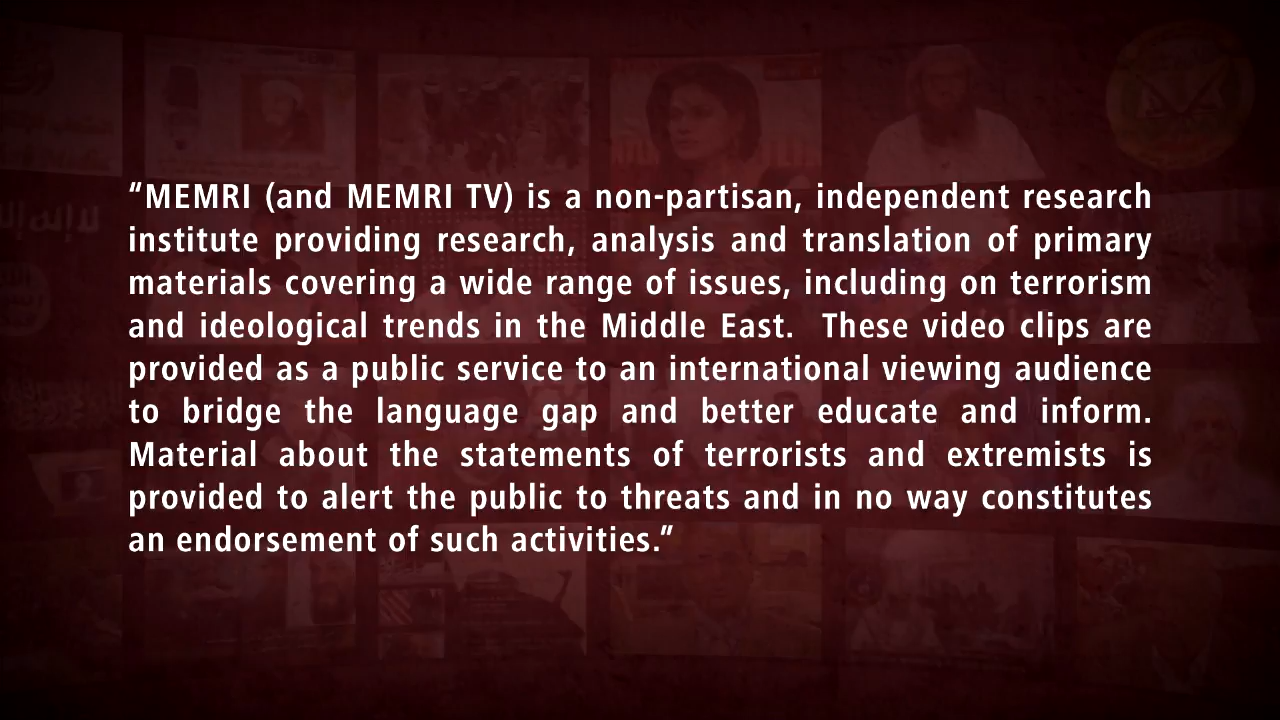 “MEMRI (and MEMRI TV) is a non-partisan, independent research
institute providing research, analysis and translation of primary
materials covering a wide range of issues, including on terrorism
and ideological trends in the Middle East.  These video clips are
provided as a public service to an international viewing audience
to bridge the language gap and better educate and inform.
Material about the statements of terrorists and extremists is
provided to alert the public to threats and in no way constitutes
an endorsement of such activities.”